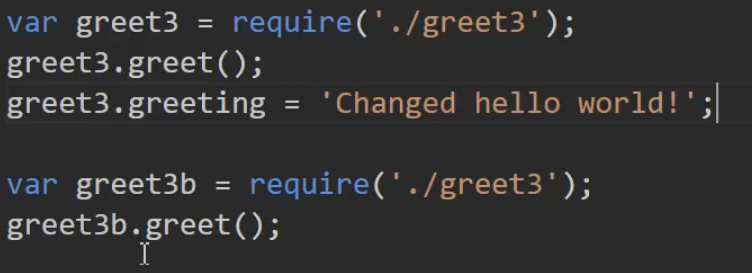 var greet3 = require('./greet3');
greet3.greet();
greet3.greeting = 'Changed hello world!';
var greet3b = require('./greet3');
greet3b.greet();